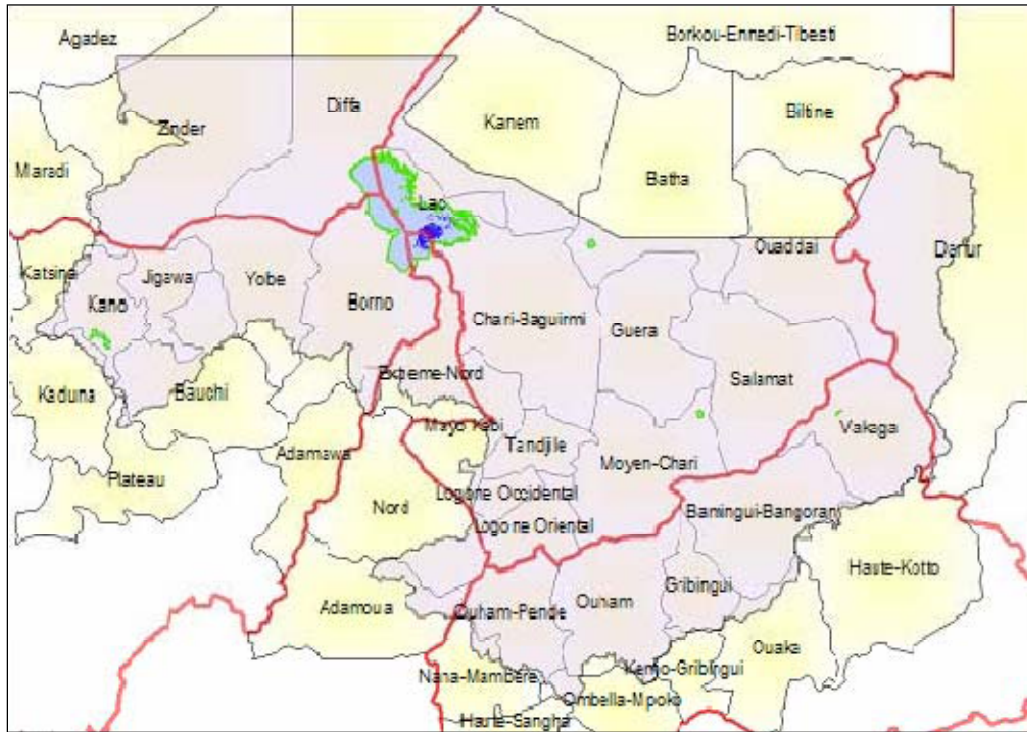 Agadez
Borkou-Ennedi-Tibesti
Diffa
Biltine
Kanem
Zinder
Maradi
Batha
Lac
Ouaddai
Darfur
Katsina
Jigawa
Yobe
Kano
Borno
Chari-Baguirmi
Guera
Extreme-Nord
Salamat
Kaduna
Bauchi
Mayo Kebi
Vakaga
Tandjile
Adamawa
Moyen-Chari
Plateau
Logone Occidental
Nord
Bamingui-Bangoran
Logone Oriental
Haute-Kotto
Gribingui
Ouham
Adamoua
Ouham-Pende
Ouaka
Kemo-Gribingui
Nana-Mambere
Ombella-Mpoko
Haute-Sangha